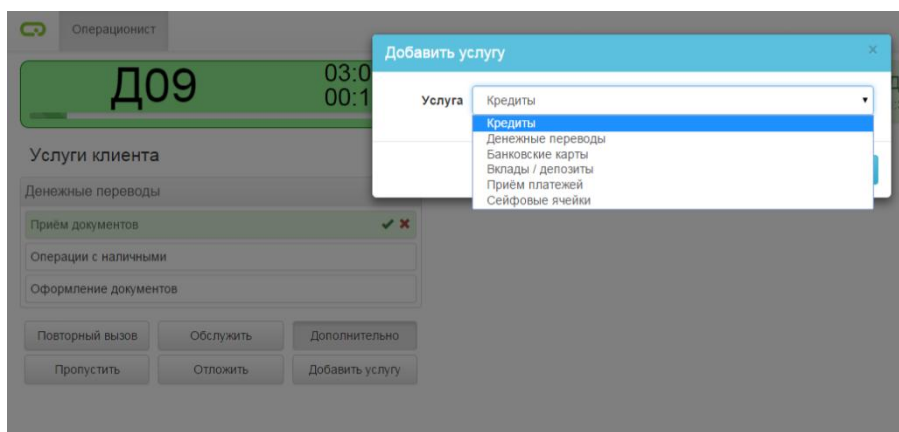 Операционист
Д09
03:0
00:1
Услуги клиента
Денежные переводы
Приём документов
Операции с наличными
Оформление документов
Повторный вызов
Обслужить
Дополнительно
Пропустить
Отложить
Добавить услугу
Добавить услугу
×
Услуга
Кредиты
Кредиты
Денежные переводы
Банковские карты
Вклады / депозиты
Приём платежей
Сейфовые ячейки